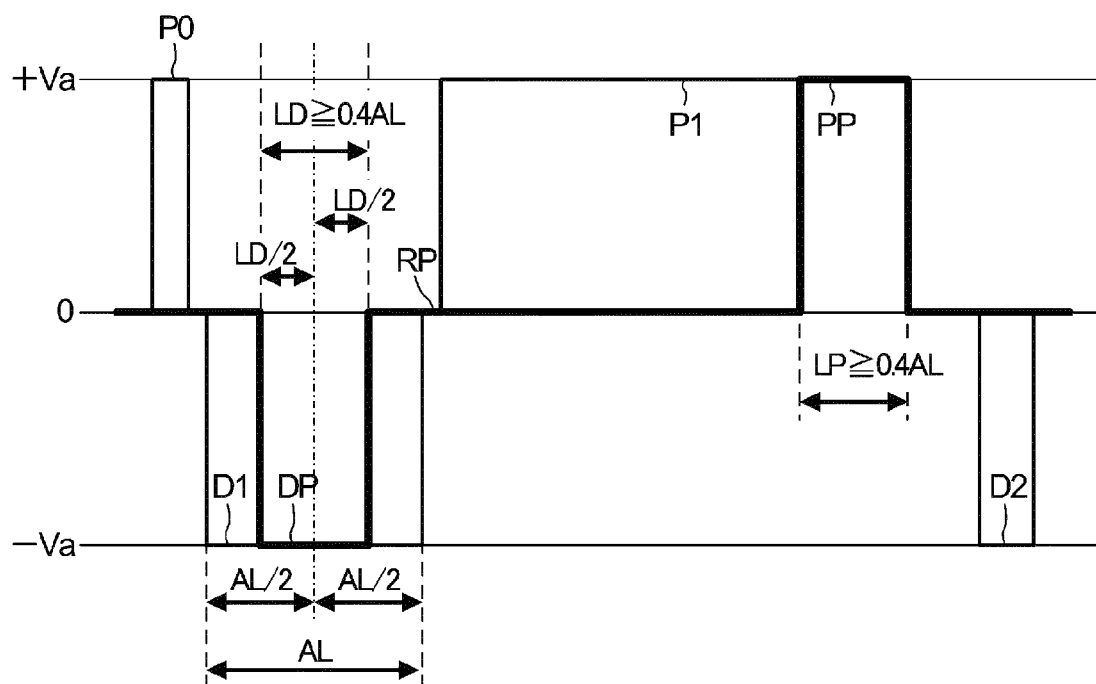 P0
+Va
LD≧0.4AL
P1
PP
LD/2
LD/2
RP
0
LP≧0.4AL
D1
DP
D2
−Va
AL/2
AL/2
AL